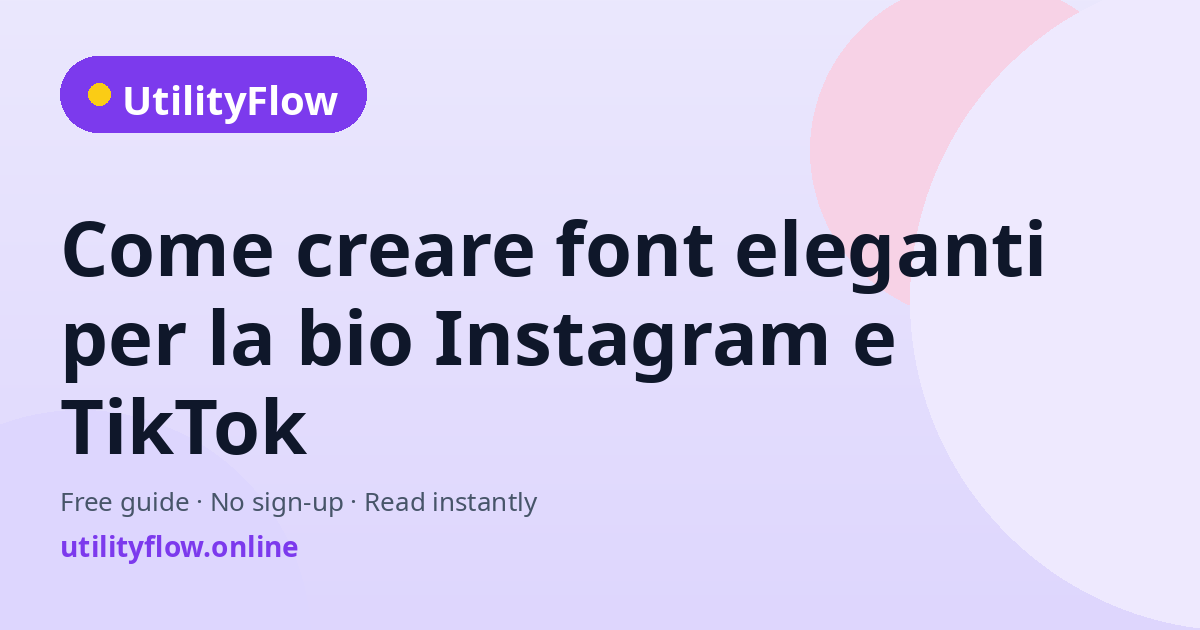 UtilityFlow
Come creare font eleganti
per la bio Instagram e
TikTok
Free guide · No sign-up · Read instantly
utilityflow.online